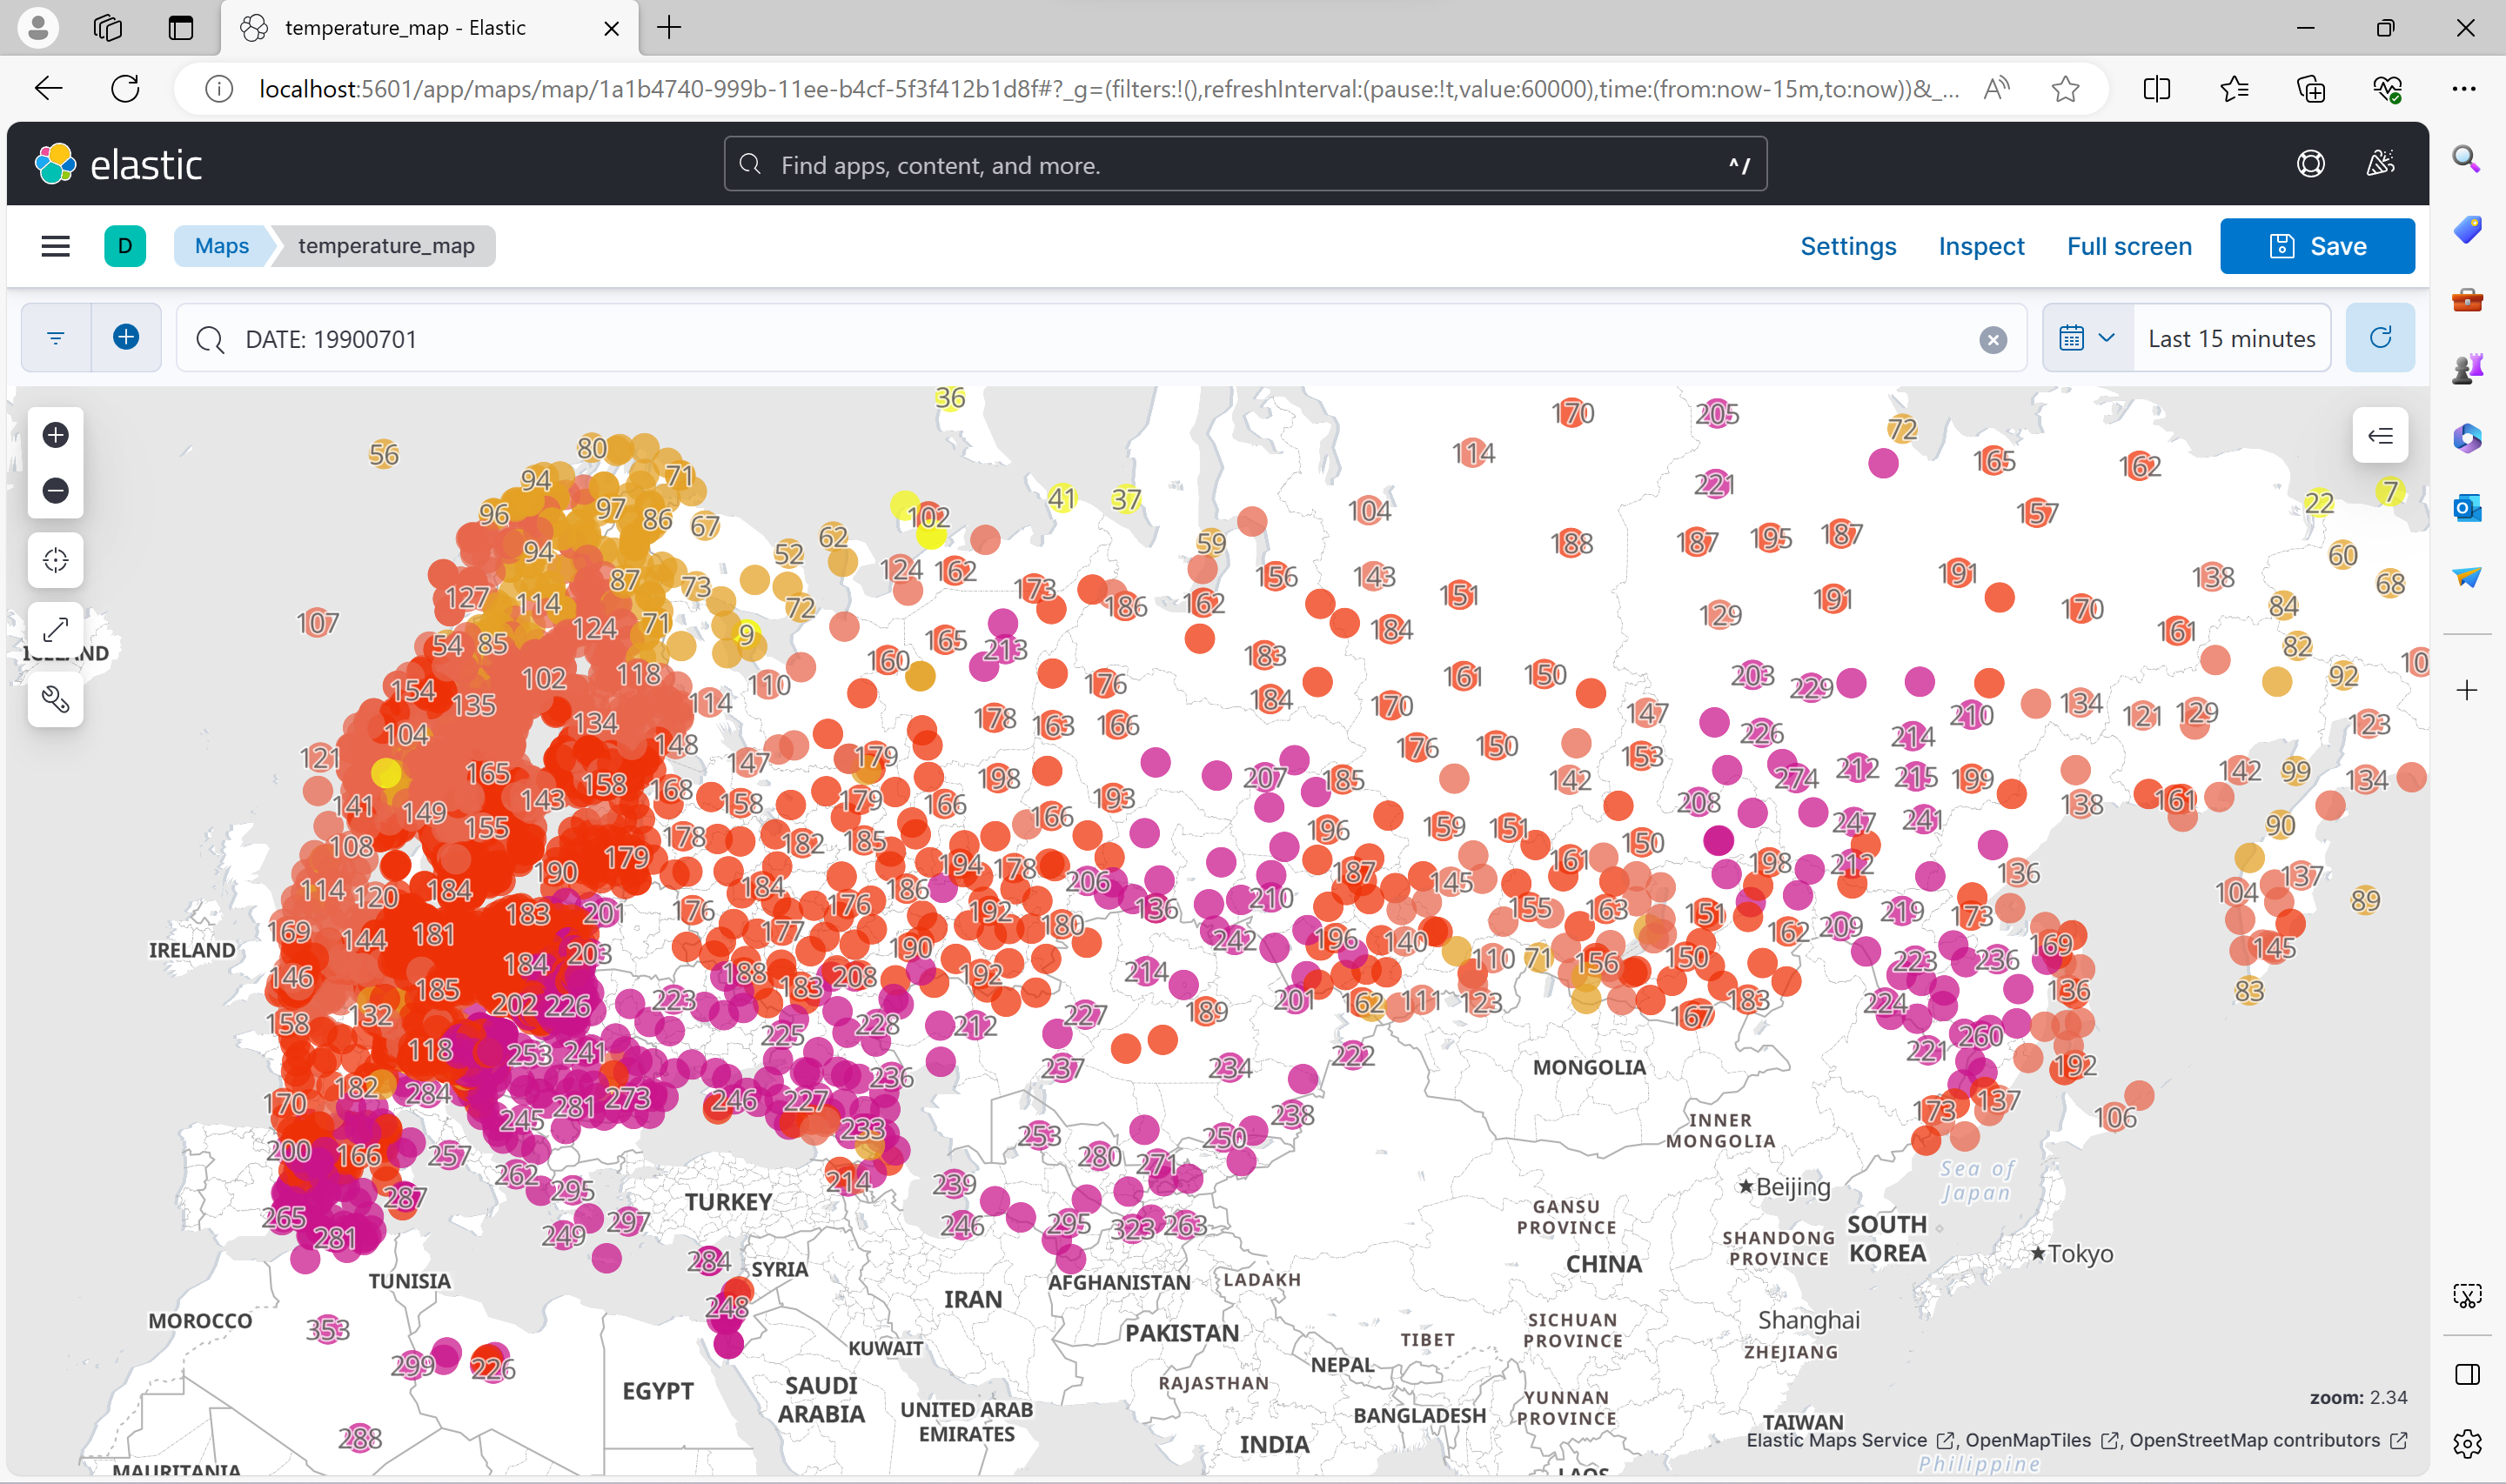 temperature_map - Elastic
localhost:5601/app/maps/map/1a1b4740-999b-11ee-b4cf-5f3f412b1d8f#?_g=(filters:!(),refreshInterval:(pause:!t,value:60000),time:(from:now-15m,to:now))&_...
elastic
Find apps, content, and more.
^/
D
Maps
temperature_map
Settings
Inspect
Full screen
Save
DATE: 19900701
Last 15 minutes
36
170 205 72
56 80 114 165 162
94 71 221
96 97 86 67 102 41 37 104 157 22 7
94 52 62 59 188 187 195 187 60
87 73 124 162 173 156 143 151 191 138 68
127 114 72 186 162 129 191 170 84
107 54 85 124 71 9 165 213 184 161 82
160 183 161 150 203 92 10
154 102 118 110 176 184 170 229
135 134 114 178 163 166 147 210 134 121 129 123
104 148 176 150 226 214
121 165 158 147 179 198 207 185 142 153 274 212 215 199 142 99 134
141 149 143 168 158 179 166 193 208 138 161
155 178 182 185 166 196 159 151 150 247 241 90
108 179 194 178 187 161 198 212 136
114 120 184 190 184 186 206 136 210 145 104 137
183 201 176 176 192 180 155 163 151 219 173 89
169 144 181 203 177 190 242 196 140 162 209 169 145
146 184 188 208 192 214 110 71 156 150 223 236
185 183 201 162 111 123 183 224 136 83
158 132 202 226 223 225 228 212 227 189 167
118 253 241 237 234 222 221 260
182 284 236 192
170 245 281 273 246 227 238 173 137 106
200 166 257 233 253 250
262 214 239 280 271
287 295
265 281 249 297 246 295 323 263
284
248
353
299 226
288
ICELAND
IRELAND
MONGOLIA
INNER
MONGOLIA
Sea of
Japan
★Beijing
TURKEY
GANSU
PROVINCE
SHANDONG
PROVINCE
SOUTH
KOREA
★Tokyo
SYRIA
TUNISIA
AFGHANISTAN
LADAKH
CHINA
IRAN
MOROCCO
PAKISTAN
TIBET
SICHUAN
PROVINCE
Shanghai
ZHEJIANG
KUWAIT
NEPAL
EGYPT
SAUDI
ARABIA
RAJASTHAN
UNITED ARAB
EMIRATES
BANGLADESH
YUNNAN
PROVINCE
TAIWAN
INDIA
zoom: 2.34
Elastic Maps Service , OpenMapTiles , OpenStreetMap contributors
Philippine
MAURITANIA
LAOS